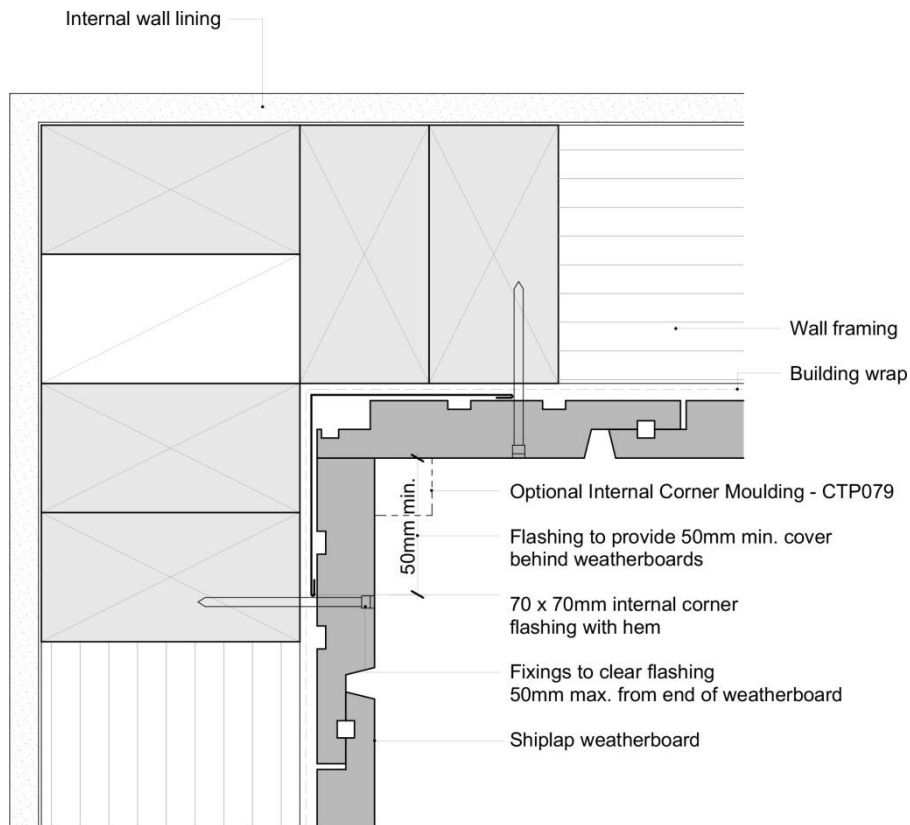 Internal wall lining
Wall framing
Building wrap
50mm min.
Optional Internal Corner Moulding - CTP079
Flashing to provide 50mm min. cover
behind weatherboards
70 x 70mm internal corner
flashing with hem
Fixings to clear flashing
50mm max. from end of weatherboard
Shiplap weatherboard